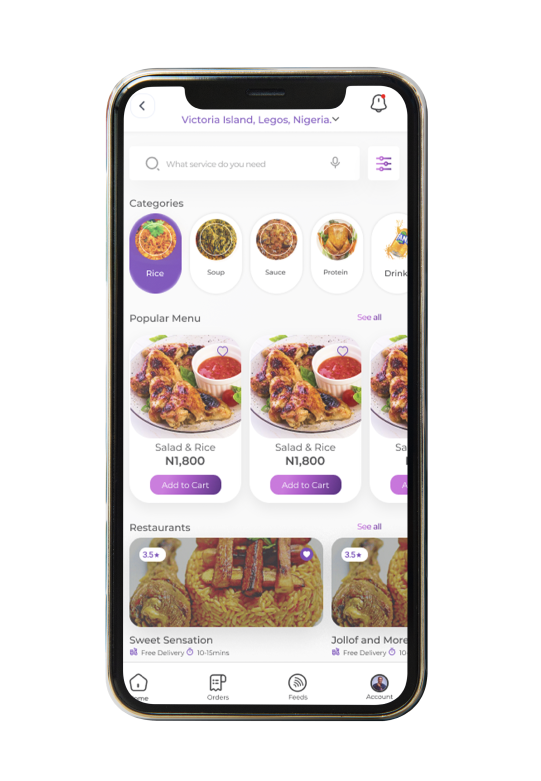 Victoria Island, Legos, Nigeria.
What service do you need
Categories
Rice
Soup
Sauce
Protein
Drink
Popular Menu
See all
Salad & Rice
N1,800
Add to Cart
Salad & Rice
N1,800
Add to Cart
Sa
A
Restaurants
See all
3.5
3.5
Sweet Sensation
Free Delivery 10-15mins
Jollof and More
Free Delivery 10
ome
Orders
Feeds
Account